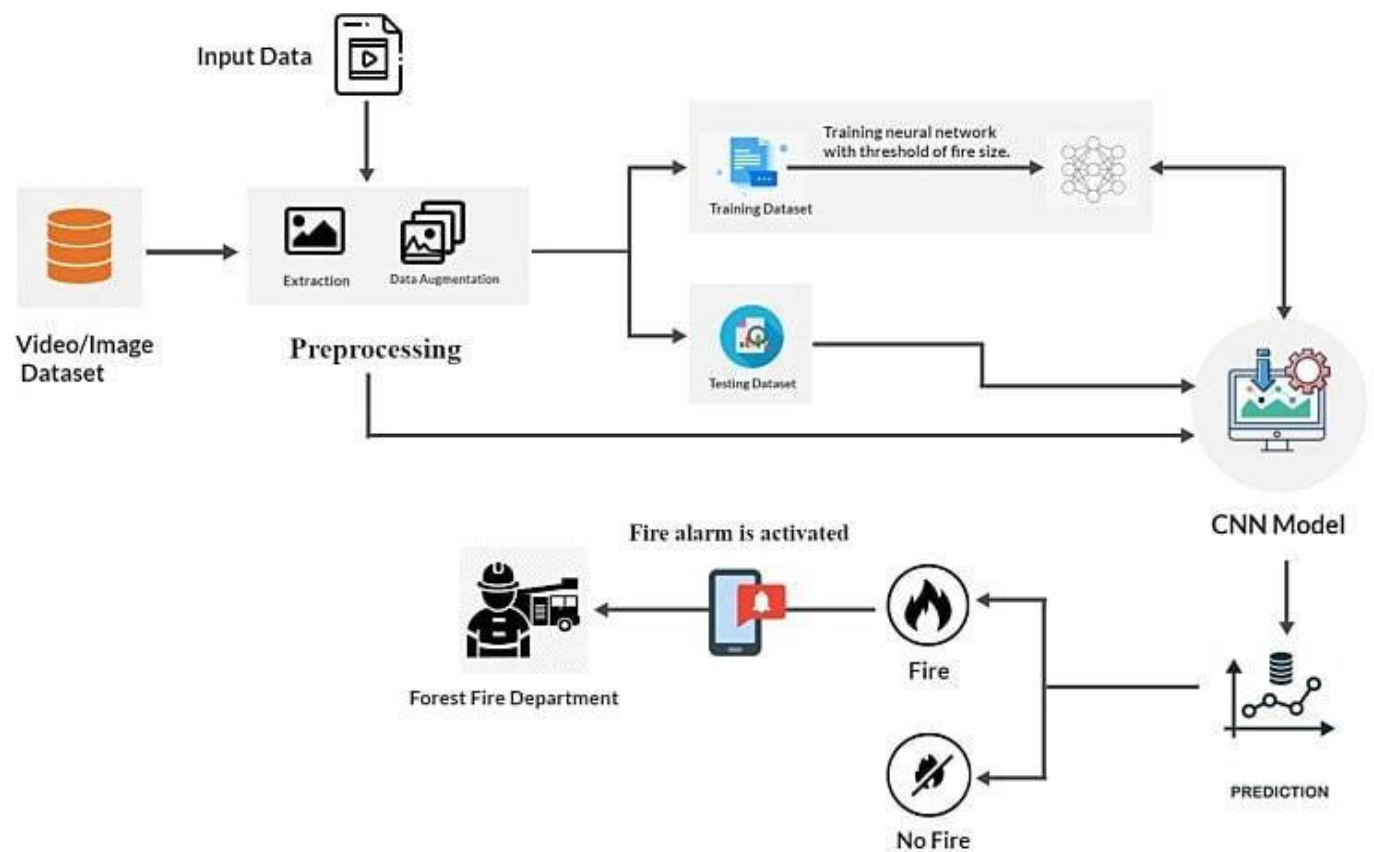 Input Data
Training neural network
with threshold of fire size.
Training Dataset
Extraction
Data Augmentation
Video/Image
Dataset
Preprocessing
Testing Dataset
CNN Model
Fire alarm is activated
Fire
Forest Fire Department
PREDICTION
No Fire